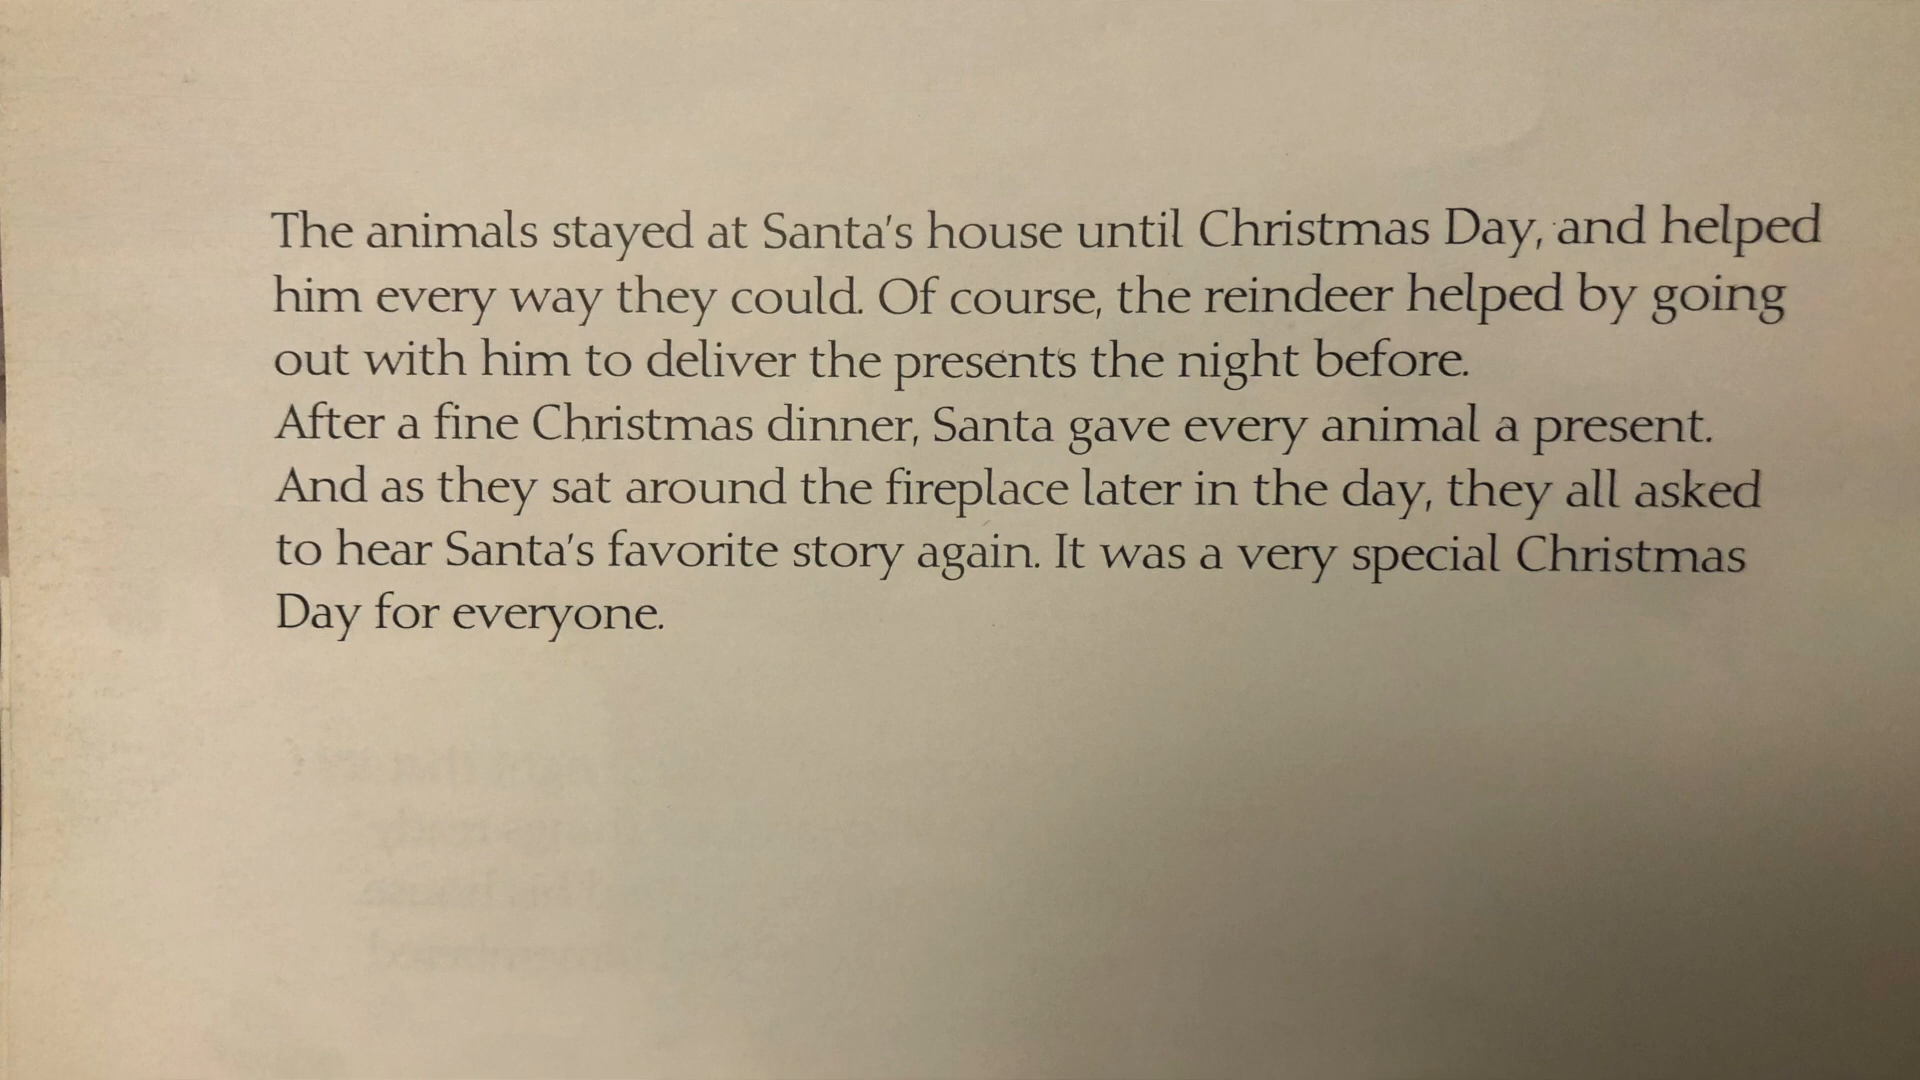 The animals stayed at Santa's house until Christmas Day, and helped
him every way they could. Of course, the reindeer helped by going
out with him to deliver the presents the night before.
After a fine Christmas dinner, Santa gave every animal a present.
And as they sat around the fireplace later in the day, they all asked
to hear Santa's favorite story again. It was a very special Christmas
Day for everyone.